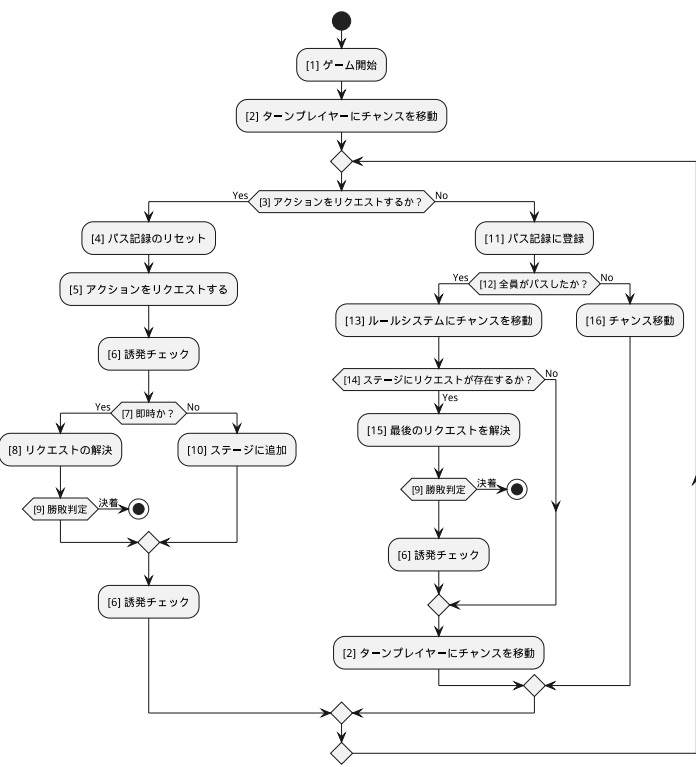 [1] ゲーム開始
[2] ターンプレイヤーにチャンスを移動
Yes
[3] アクションをリクエストするか？
No
[4] パス記録のリセット
[5] アクションをリクエストする
[6] 誘発チェック
Yes
[7] 即時か？
No
[8] リクエストの解決
[10] ステージに追加
[9] 勝敗判定
決着
[6] 誘発チェック
[11] パス記録に登録
Yes
[12] 全員がパスしたか？
No
[13] ルールシステムにチャンスを移動
[16] チャンス移動
[14] ステージにリクエストが存在するか？
No
Yes
[15] 最後のリクエストを解決
[9] 勝敗判定
決着
[6] 誘発チェック
[2] ターンプレイヤーにチャンスを移動